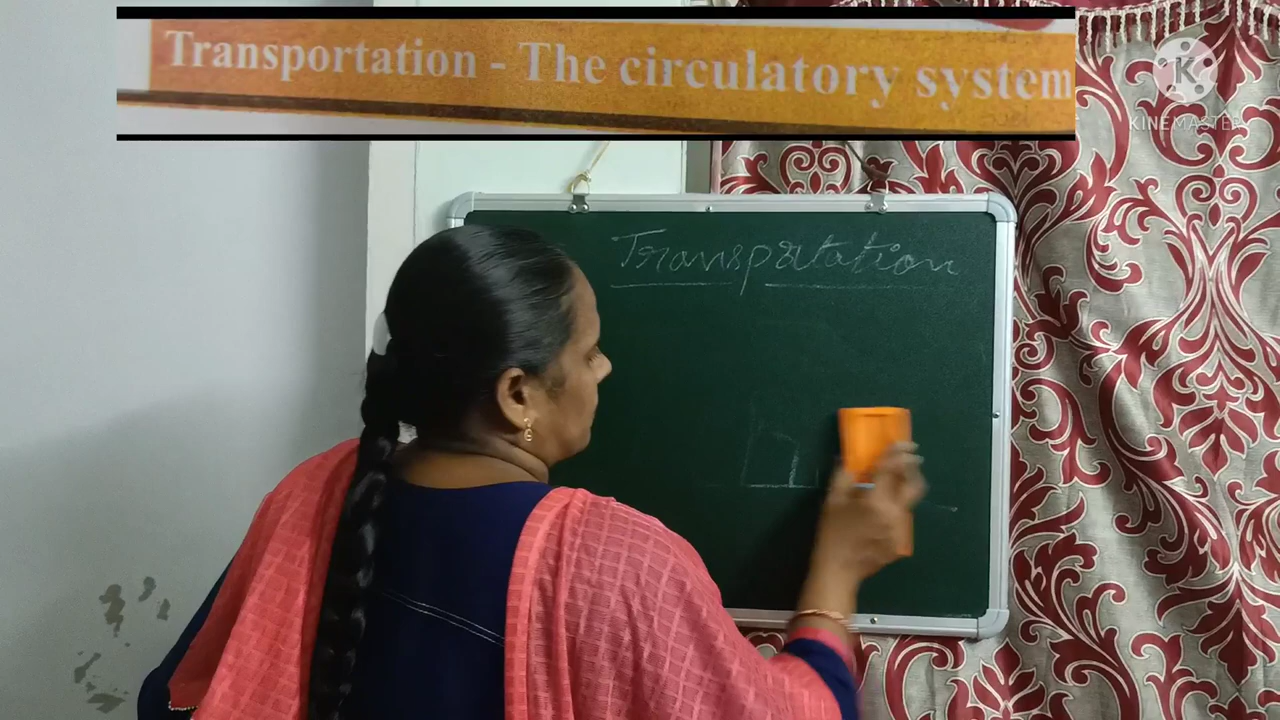 Transportation - The circulatory system
K
KINEMASTER
Transportation